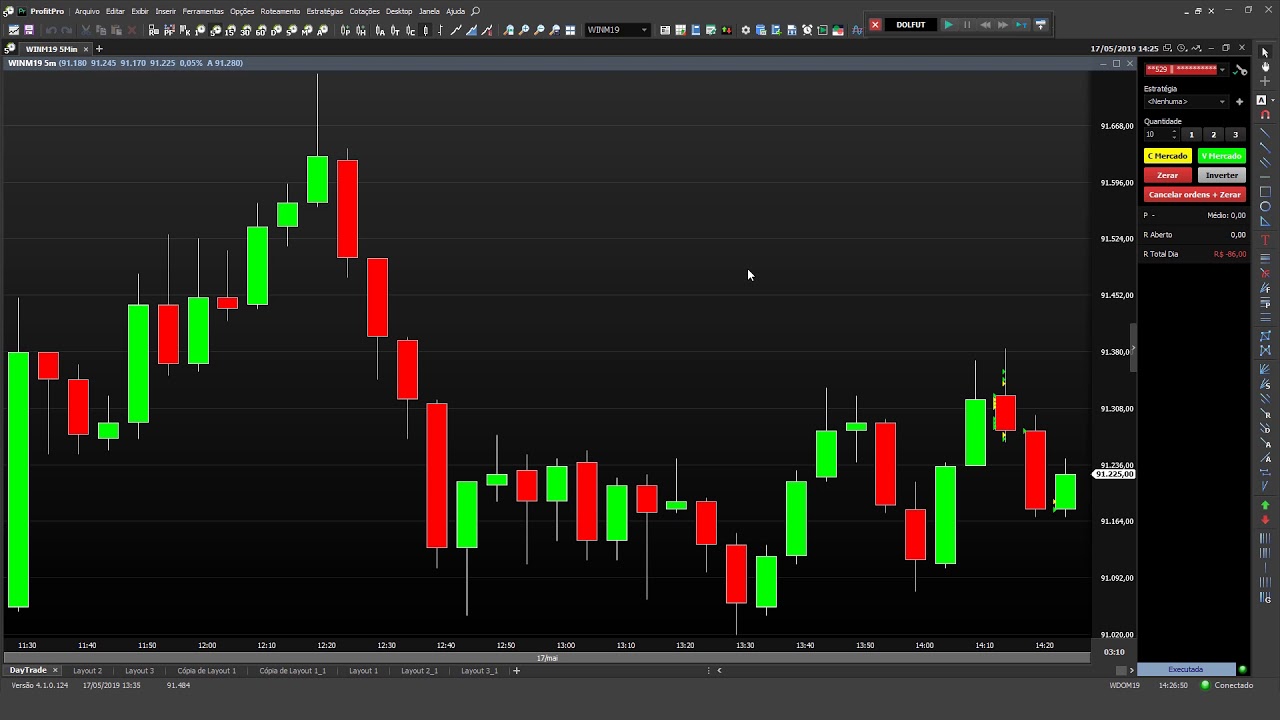 ProfitPro Arquivo Editar Exibir Inserir Ferramentas Opções Roteamento Estratégias Cotações Desktop Janela Ajuda
WINM19 DOLFUT
WINM19 5Min 17/05/2019 14:25
WINM19 5m (91.180 91.245 91.170 91.225 0,05% A 91.280)
**529 | **********
Estratégia
<Nenhuma>
Quantidade
10 1 2 3
C Mercado V Mercado
Zerar Inverter
Cancelar ordens + Zerar
P - Médio: 0,00
R Aberto 0,00
R Total Dia R$ -86,00
91.668,00
91.596,00
91.524,00
91.452,00
91.380,00
91.308,00
91.236,00
91.225,00
91.164,00
91.092,00
91.020,00
11:30 11:40 11:50 12:00 12:10 12:20 12:30 12:40 12:50 13:00 13:10 13:20 13:30 13:40 13:50 14:00 14:10 14:20
03:10
17/mai
DayTrade Layout 2 Layout 3 Cópia de Layout 1 Cópia de Layout 1_1 Layout 1 Layout 2_1 Layout 3_1
Executada
Versão 4.1.0.124 17/05/2019 13:35 91.484 WDOM19 14:26:50 Conectado